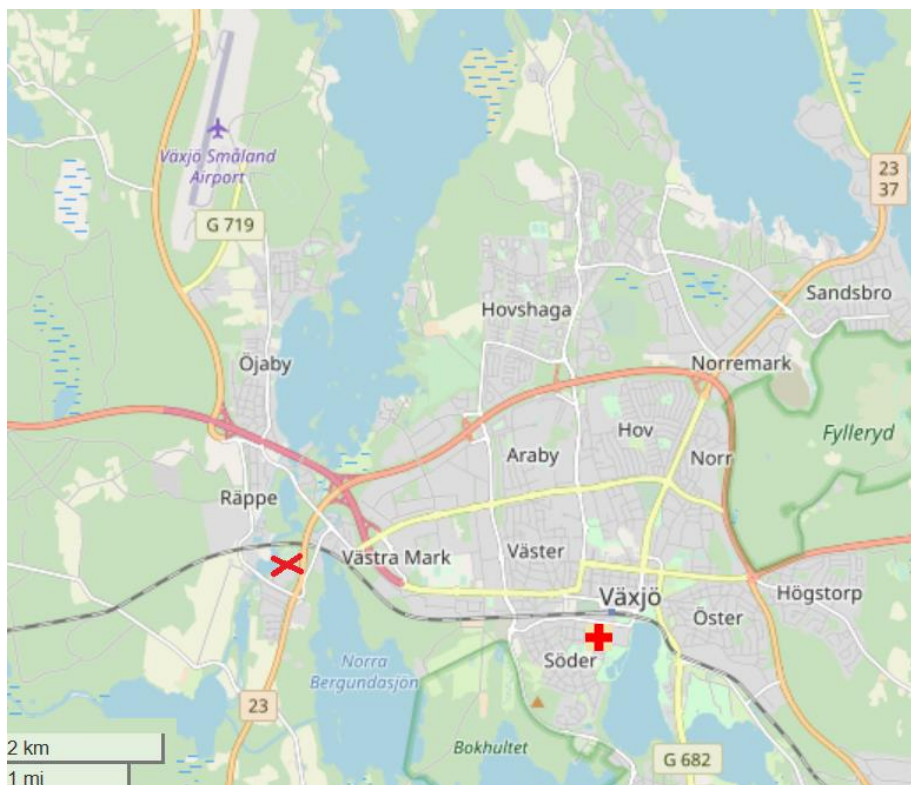 23
37
Växjö Småland
Airport
G 719
Sandsbro
Hovshaga
Öjaby
Norremark
Hov
Fylleryd
Araby
Norr
Räppe
Västra Mark
Väster
Växjö
Högstorp
Öster
Söder
Norra
Bergundasjön
23
Bokhultet
G 682
2 km
1 mi